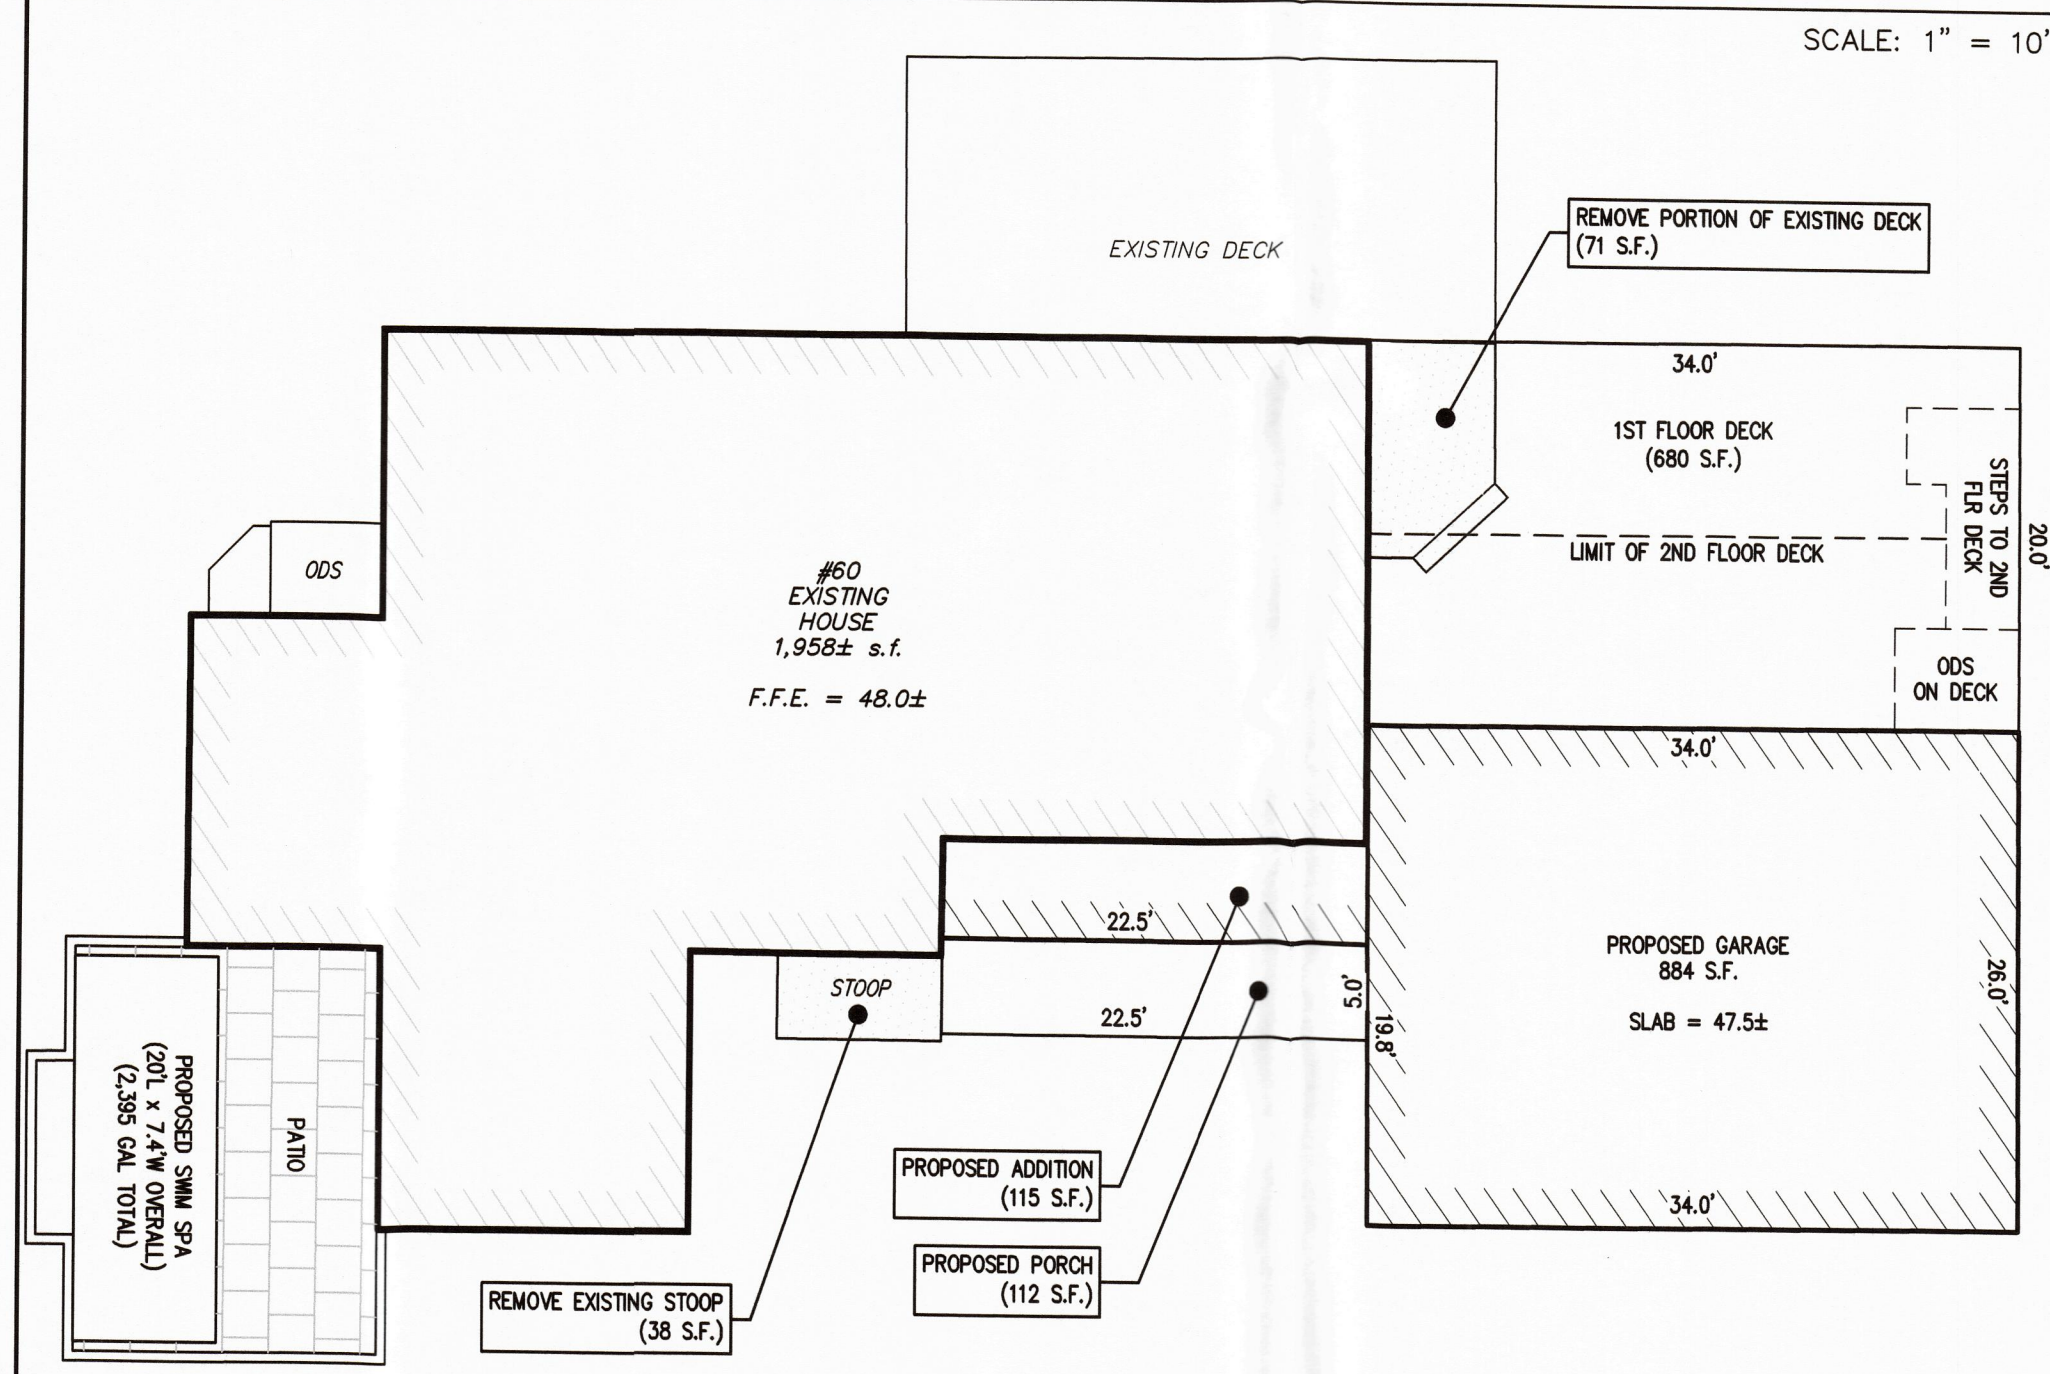 SCALE: 1" = 10'
REMOVE PORTION OF EXISTING DECK
(71 S.F.)
EXISTING DECK
34.0'
1ST FLOOR DECK
(680 S.F.)
STEPS TO 2ND
FLR DECK
20.0'
LIMIT OF 2ND FLOOR DECK
ODS
#60
EXISTING
HOUSE
1,958± s.f.
F.F.E. = 48.0±
ODS
ON DECK
34.0'
22.5'
PROPOSED GARAGE
884 S.F.
SLAB = 47.5±
26.0'
STOOP
22.5'
5.0'
19.8'
PROPOSED SWIM SPA
(20'L x 7.4'W OVERALL)
(2,395 GAL TOTAL)
PATIO
PROPOSED ADDITION
(115 S.F.)
34.0'
PROPOSED PORCH
(112 S.F.)
REMOVE EXISTING STOOP
(38 S.F.)